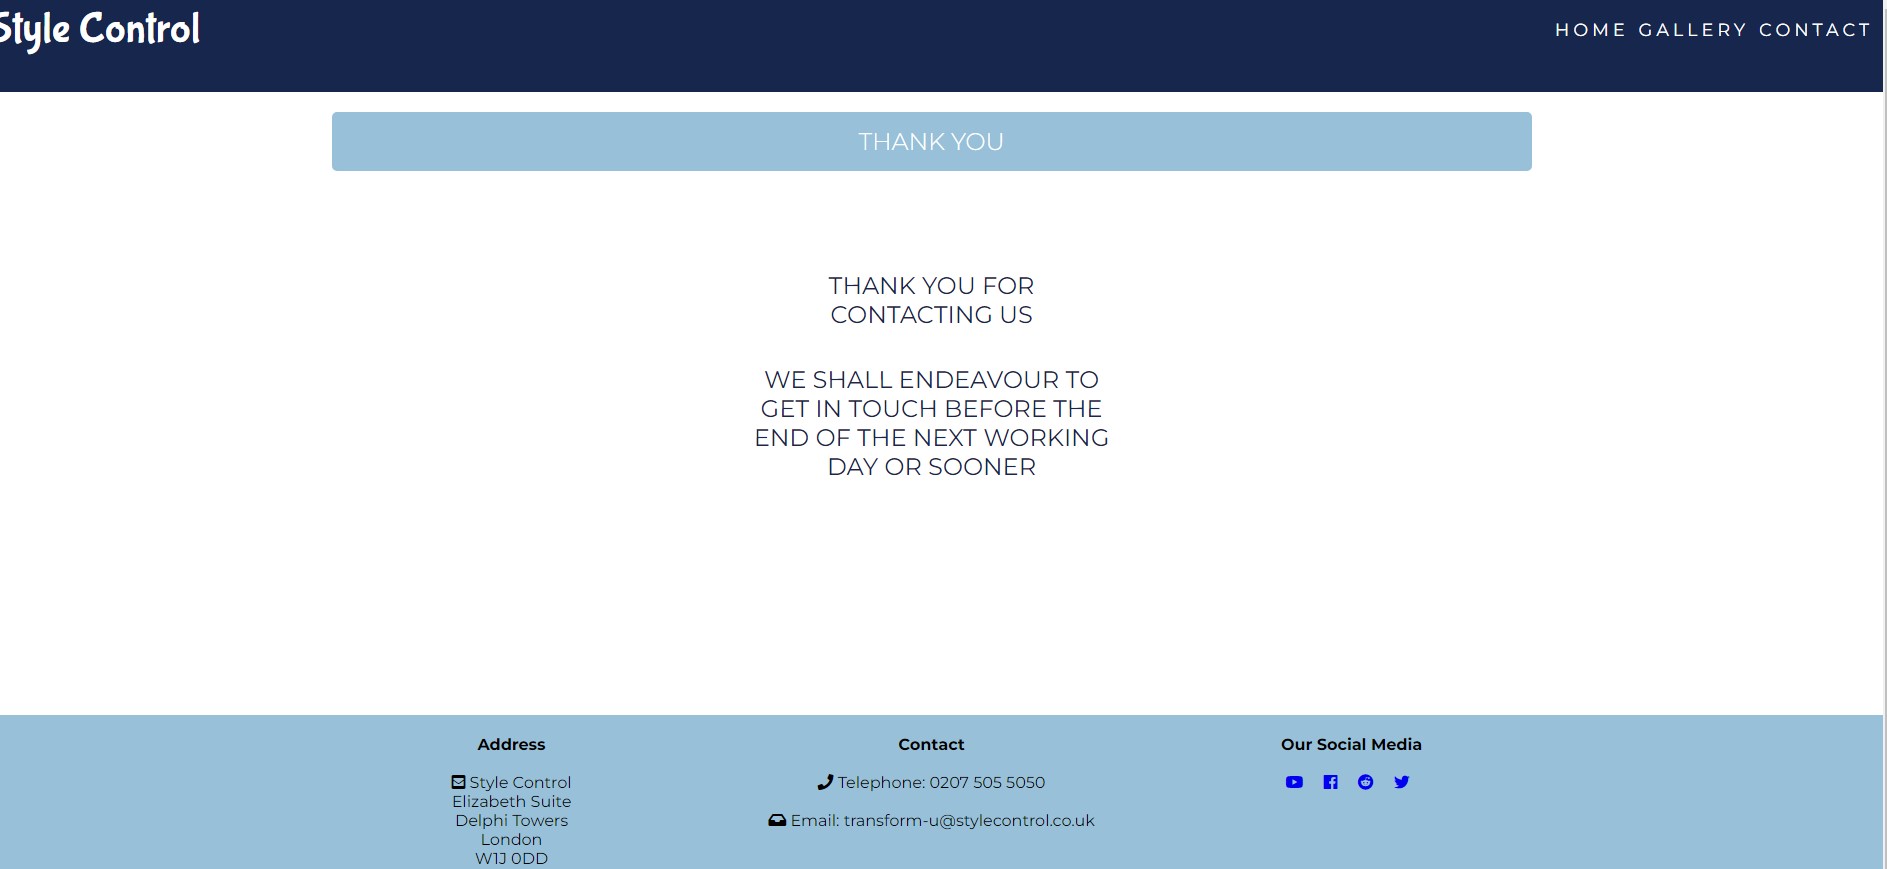 Style Control
HOME GALLERY CONTACT
THANK YOU
THANK YOU FOR
CONTACTING US
WE SHALL ENDEAVOUR TO
GET IN TOUCH BEFORE THE
END OF THE NEXT WORKING
DAY OR SOONER
Address
Style Control
Elizabeth Suite
Delphi Towers
London
W1J 0DD
Contact
Telephone: 0207 505 5050
Email: transform-u@stylecontrol.co.uk
Our Social Media